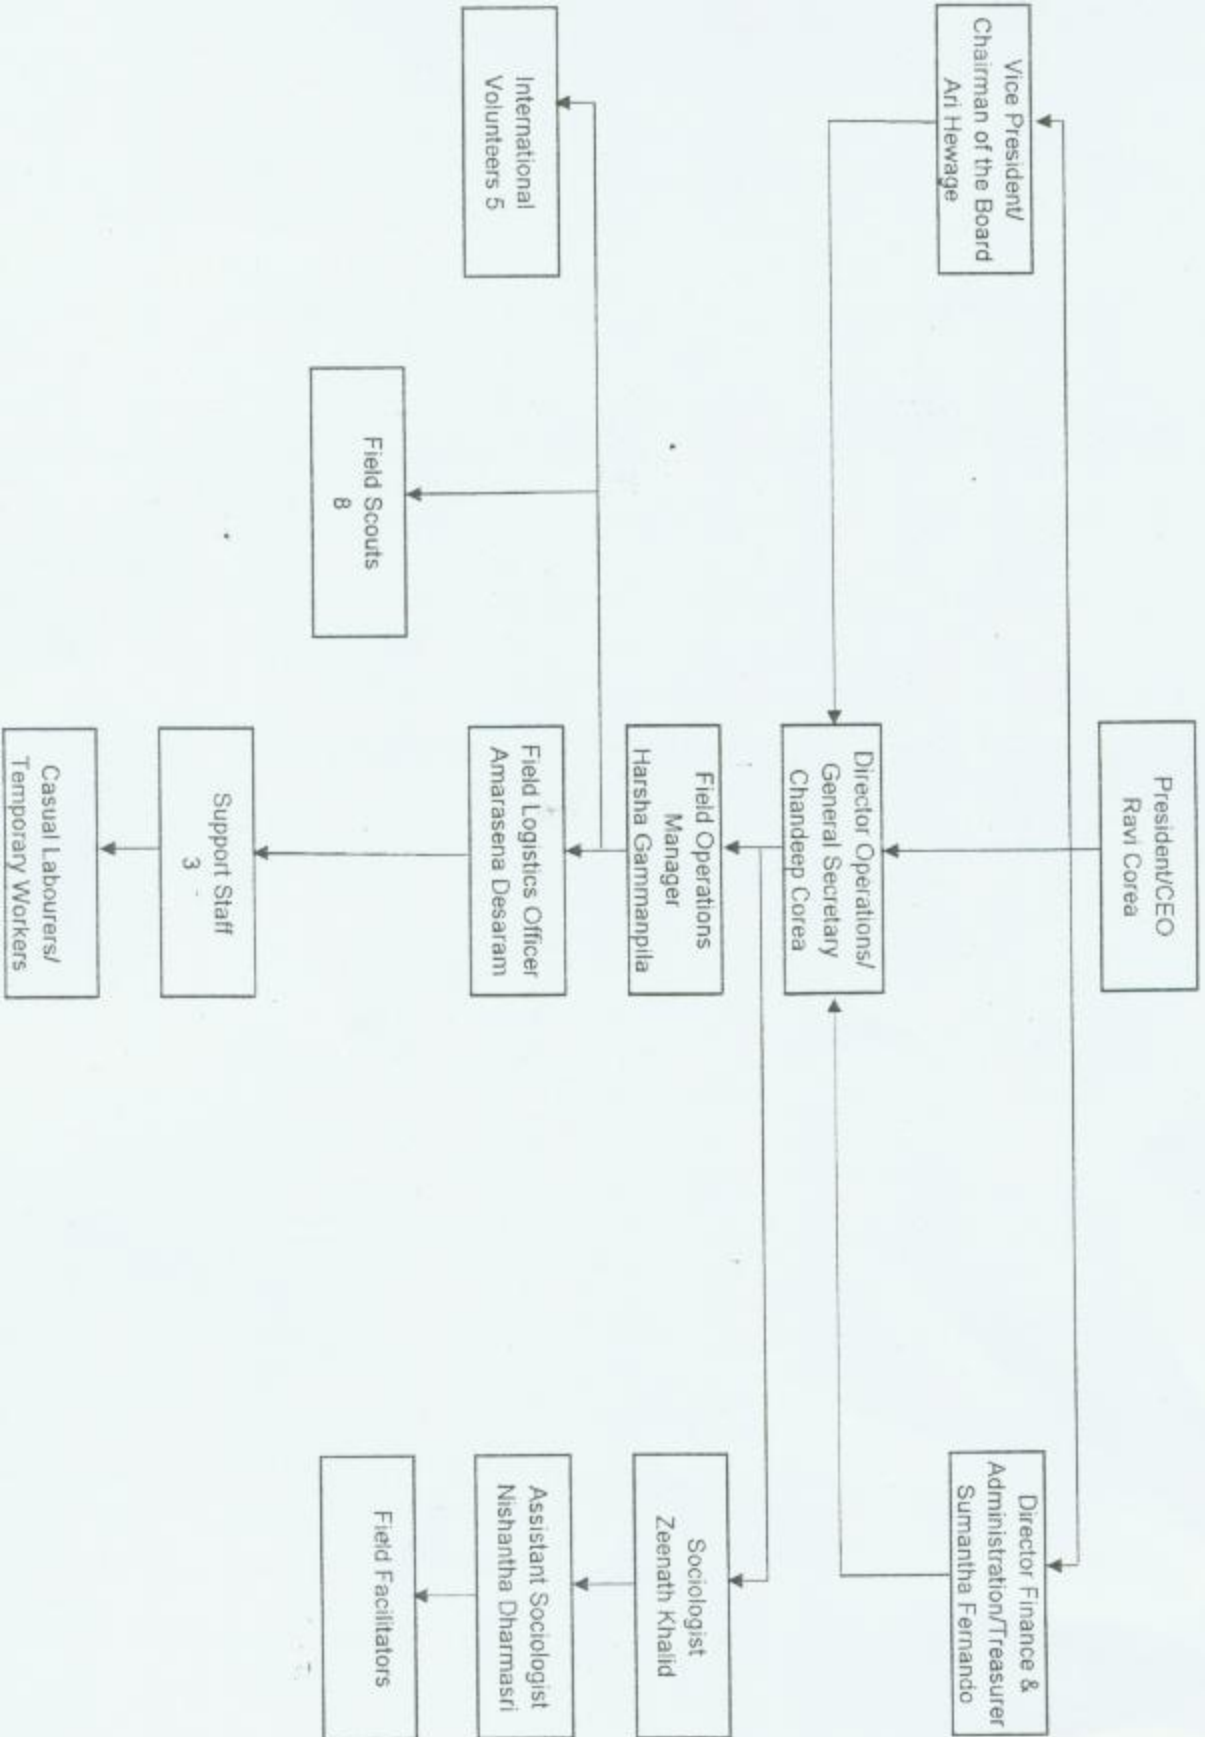 President/CEO
Ravi Corea
Vice President/
Chairman of the Board
Ari Hewage
Director Finance &
Administration/Treasurer
Sumantha Fernando
Director Operations/
General Secretary
Chandeep Corea
Field Operations
Manager
Harsha Gammanpila
Sociologist
Zeenath Khalid
International
Volunteers 5
Field Logistics Officer
Amarasena Desaram
Assistant Sociologist
Nishantha Dharmasri
Field Scouts
8
Field Facilitators
Support Staff
3
Casual Labourers/
Temporary Workers